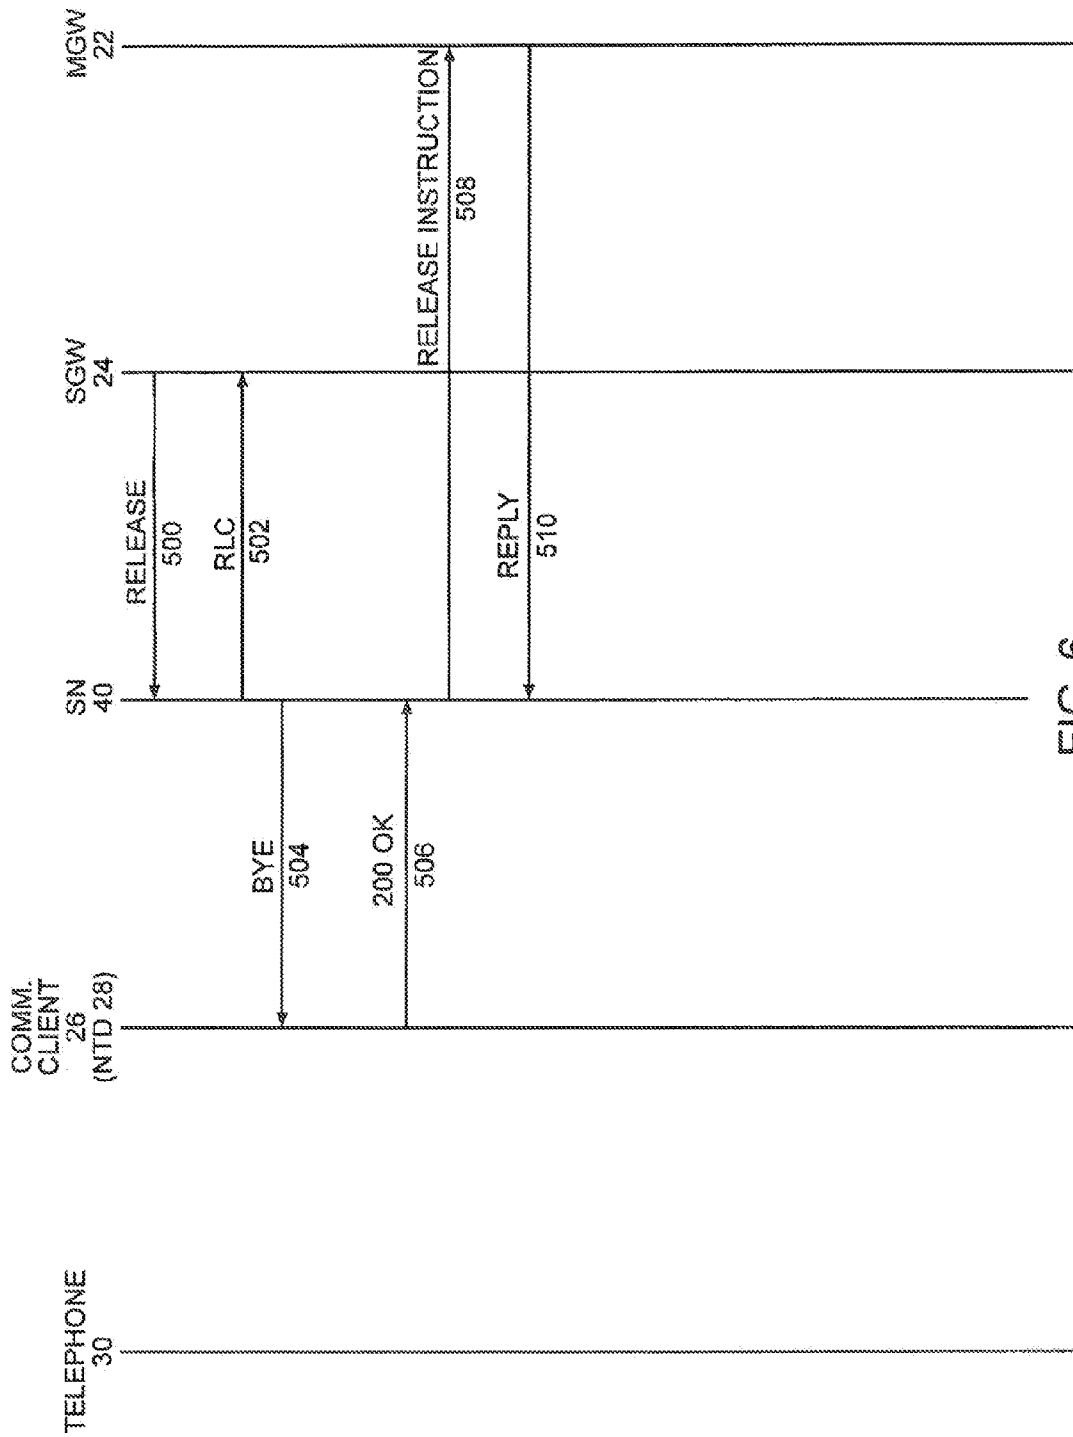 TELEPHONE
30
COMM.
CLIENT
26
(NTD 28)
SN
40
SGW
24
MGW
22
RELEASE
500
RLC
502
BYE
504
200 OK
506
RELEASE INSTRUCTION
508
REPLY
510